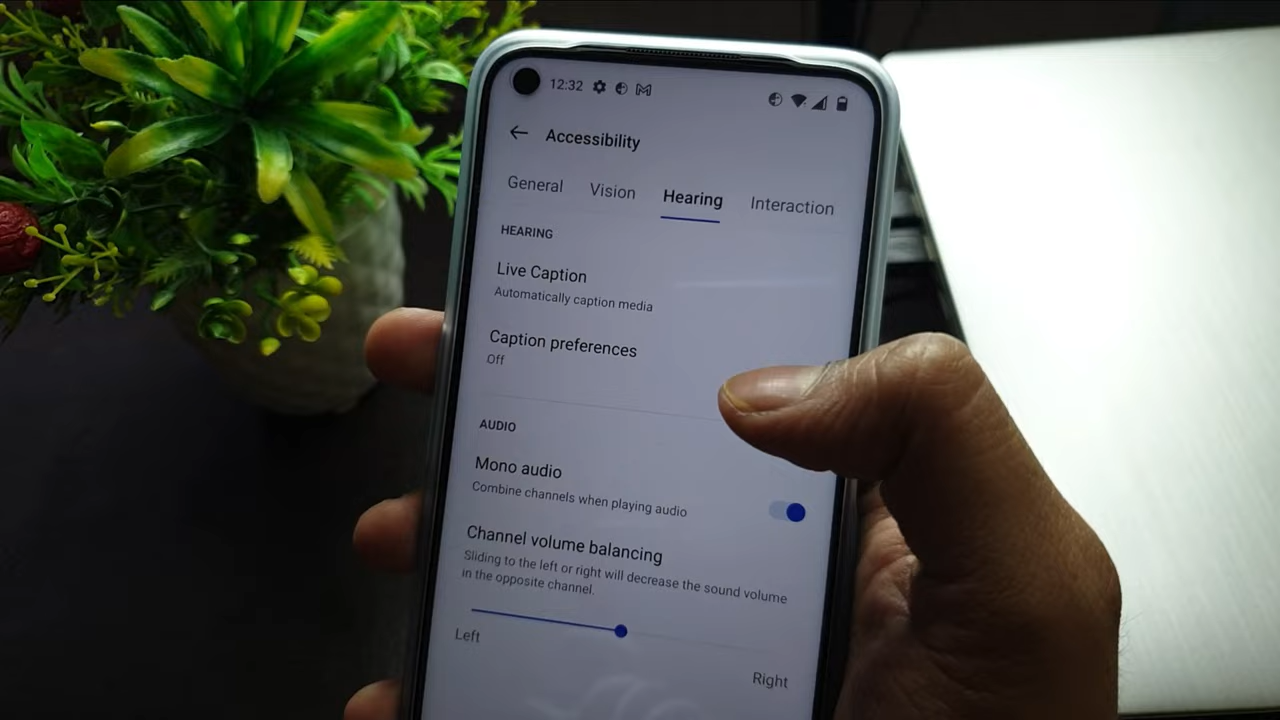 12:32
Accessibility
General Vision Hearing Interaction
HEARING
Live Caption
Automatically caption media
Caption preferences
Off
AUDIO
Mono audio
Combine channels when playing audio
Channel volume balancing
Sliding to the left or right will decrease the sound volume
in the opposite channel.
Left
Right